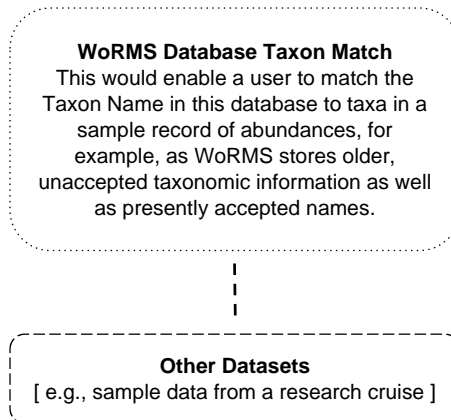 WoRMS Database Taxon Match
This would enable a user to match the
Taxon Name in this database to taxa in a
sample record of abundances, for
example, as WoRMS stores older,
unaccepted taxonomic information as well
as presently accepted names.
Other Datasets
[ e.g., sample data from a research cruise ]